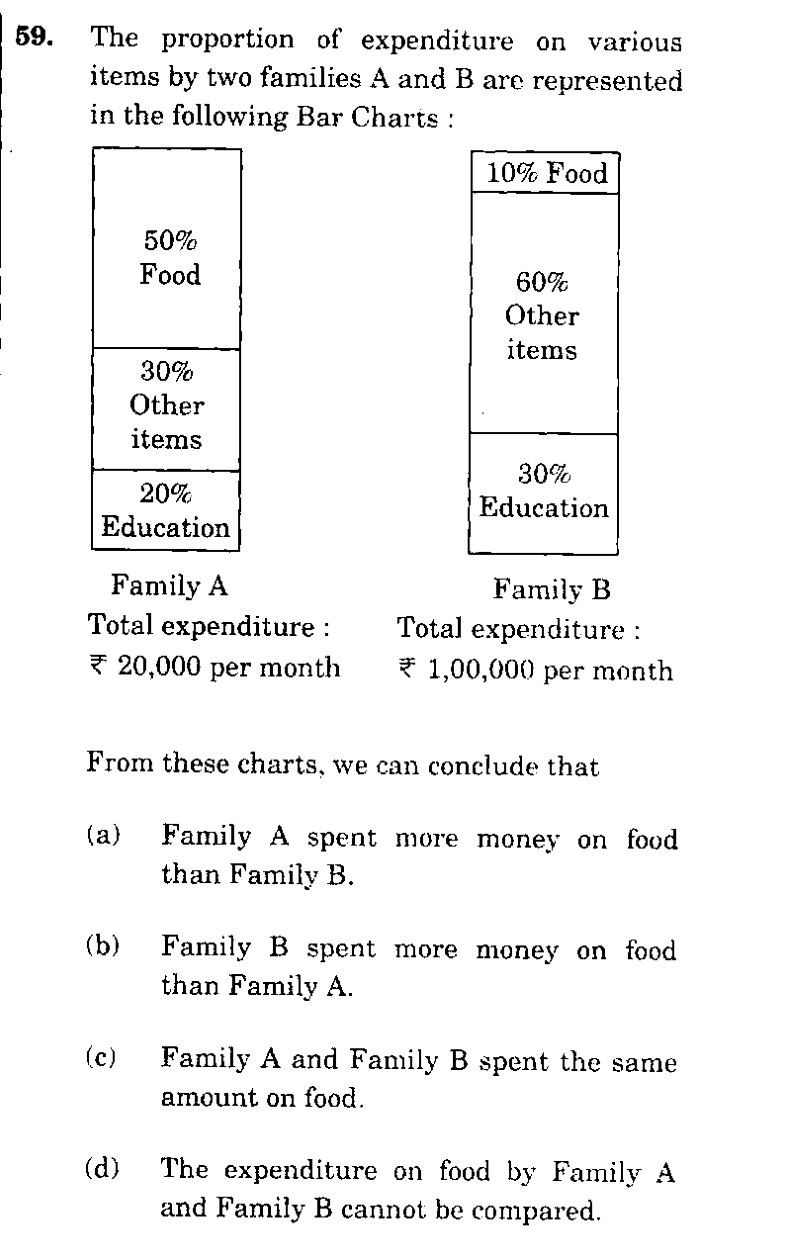 59. The proportion of expenditure on various
items by two families A and B are represented
in the following Bar Charts :
50%
Food
30%
Other
items
20%
Education
10% Food
60%
Other
items
30%
Education
Family A
Total expenditure :
₹ 20,000 per month
Family B
Total expenditure :
₹ 1,00,000 per month
From these charts, we can conclude that
(a) Family A spent more money on food
than Family B.
(b) Family B spent more money on food
than Family A.
(c) Family A and Family B spent the same
amount on food.
(d) The expenditure on food by Family A
and Family B cannot be compared.